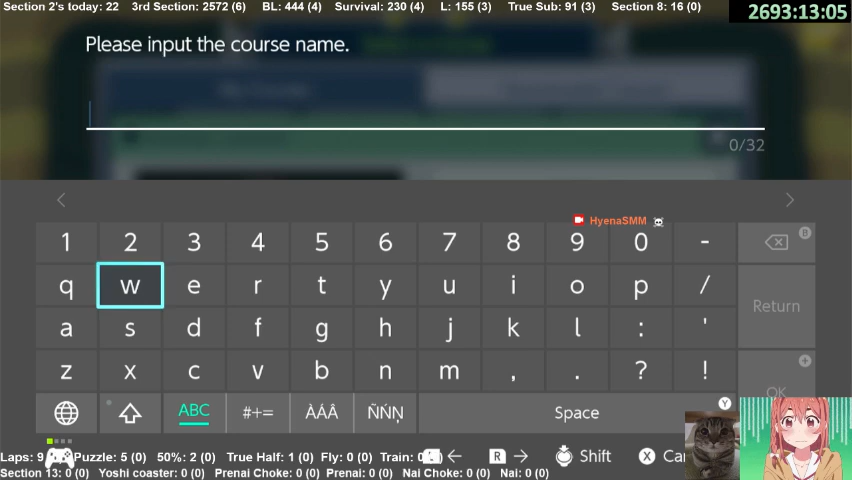 Section 2's today: 22 3rd Section: 2572 (6) BL: 444 (4) Survival: 230 (4) L: 155 (3) True Sub: 91 (3) Section 8: 16 (0)
2693:13:05
Please input the course name.
0/32
HyenaSMM
1 2 3 4 5 6 7 8 9 0 - B
q w e r t y u i o p / Return
a s d f g h j k l : '
z x c v b n m , . ? ! OK
ABC #+= ÀÁÂ ÑŃŅ Space Y
Laps: 9 Puzzle: 5 (0) 50%: 2 (0) True Half: 1 (0) Fly: 0 (0) Train: 0 (0)
L ← R → Shift X
Section 13: 0 (0) Yoshi coaster: 0 (0) Prenai Choke: 0 (0) Prenai: 0 (0) Nai Choke: 0 (0) Nai: 0 (0)